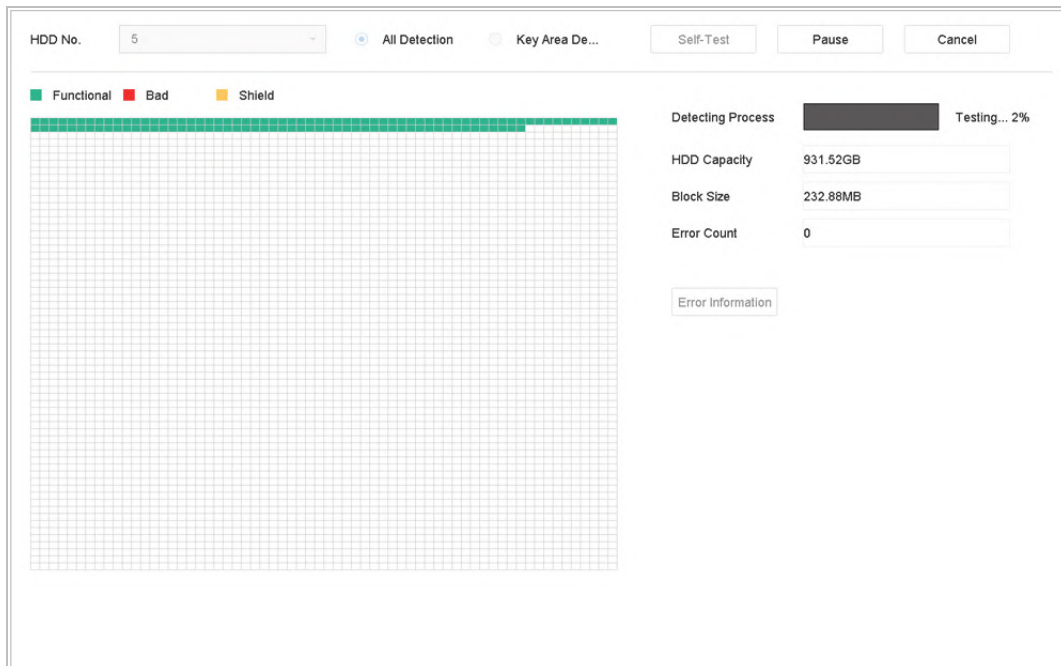 HDD No. 5 All Detection Key Area De... Self-Test Pause Cancel
Functional Bad Shield
Detecting Process Testing... 2%
HDD Capacity 931.52GB
Block Size 232.88MB
Error Count 0
Error Information